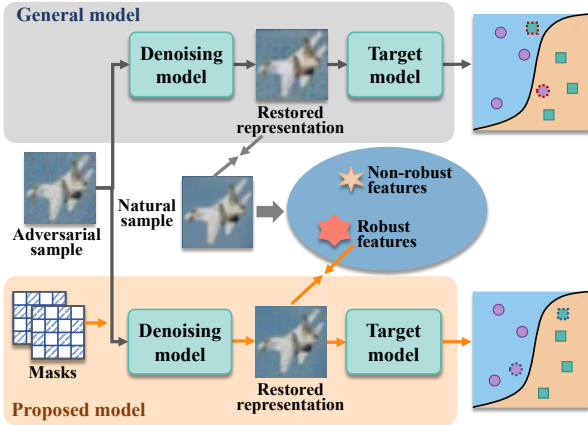 General model
Denoising
model
Target
model
Restored
representation
Adversarial
sample
Natural
sample
Non-robust
features
Robust
features
Masks
Denoising
model
Restored
representation
Target
model
Proposed model